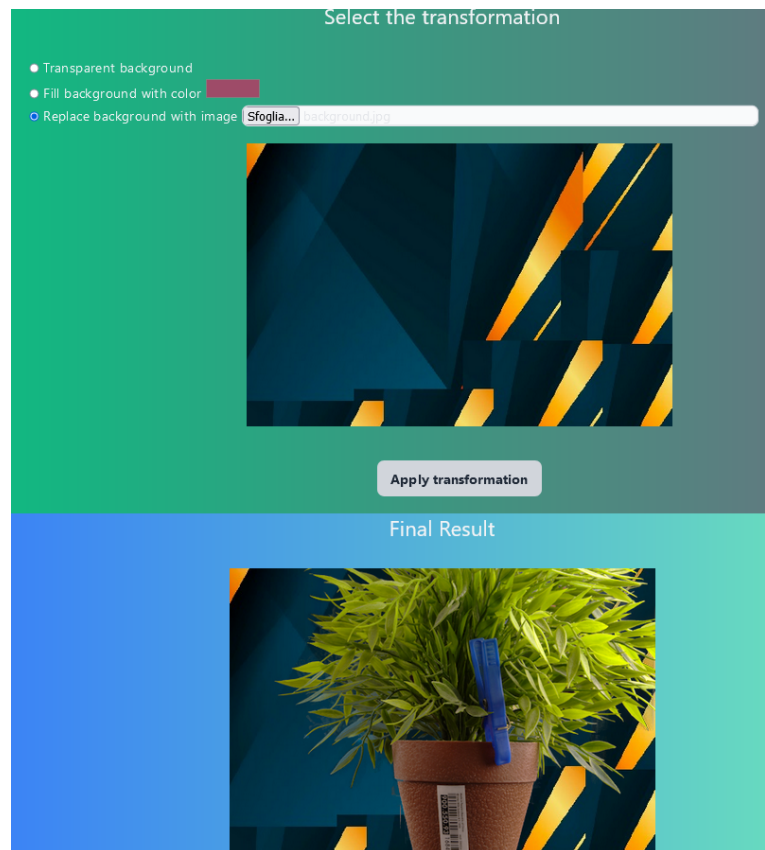 Select the transformation
Transparent background
Fill background with color
Replace background with image Sfoglia... background.jpg
Apply transformation
Final Result